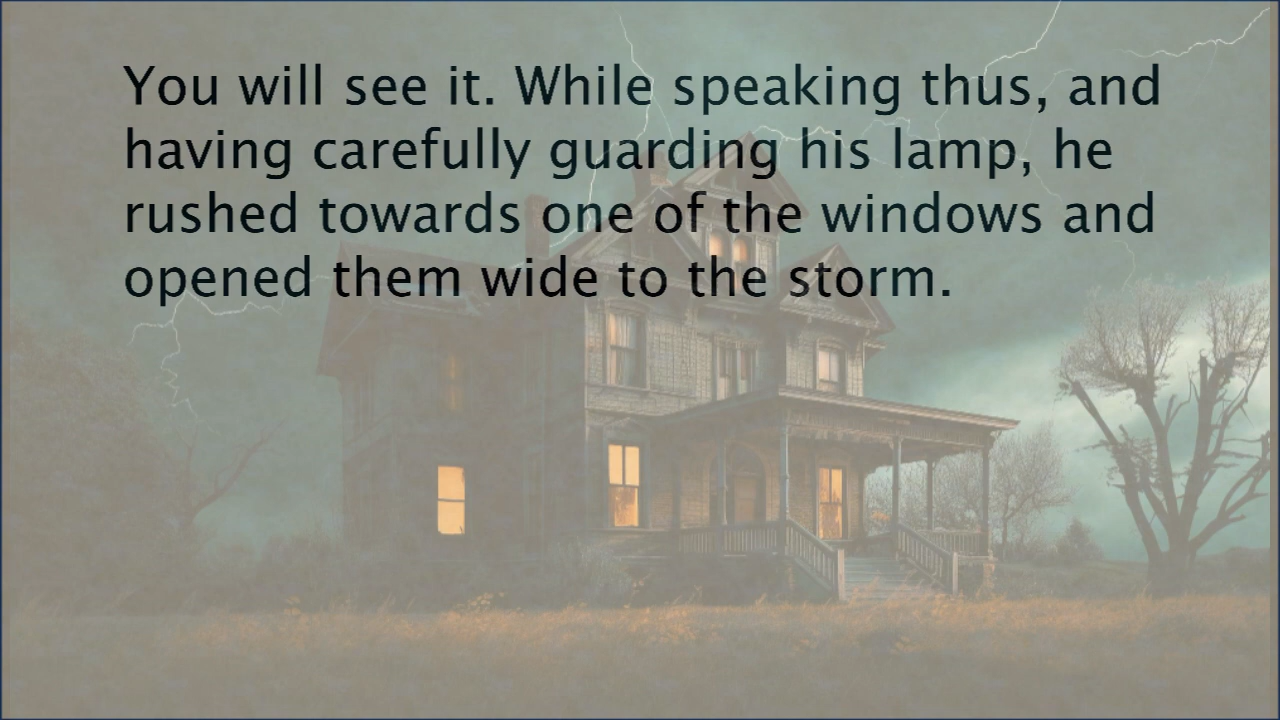 You will see it. While speaking thus, and
having carefully guarding his lamp, he
rushed towards one of the windows and
opened them wide to the storm.